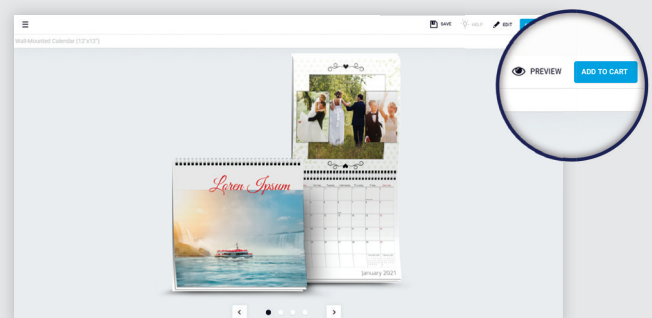 SAVE HELP EDIT
Wall-Mounted Calendar (12"x12")
PREVIEW ADD TO CART
Loren Ipsum
January 2021